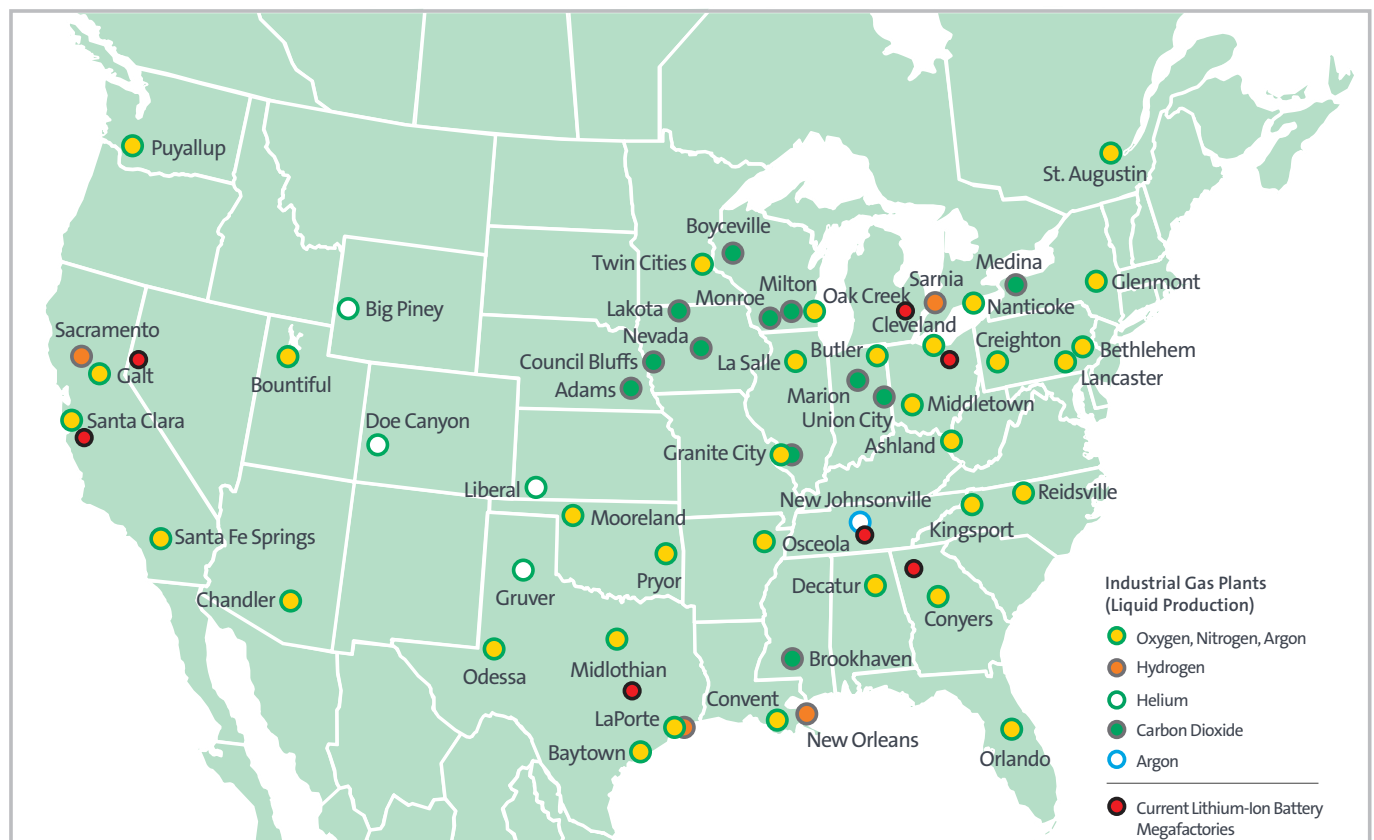 Puyallup
St. Augustin
Boyceville
Twin Cities
Medina
Sarnia
Milton
Glenmont
Big Piney
Lakota
Monroe
Oak Creek
Nanticoke
Sacramento
Cleveland
Nevada
Creighton
Bethlehem
Galt
Bountiful
Council Bluffs
La Salle
Butler
Lancaster
Adams
Marion
Middletown
Santa Clara
Doe Canyon
Union City
Ashland
Granite City
Liberal
New Johnsonville
Reidsville
Mooreland
Kingsport
Santa Fe Springs
Osceola
Pryor
Decatur
Chandler
Gruver
Conyers
Brookhaven
Midlothian
Odessa
Convent
LaPorte
New Orleans
Baytown
Orlando
Industrial Gas Plants
(Liquid Production)
Oxygen, Nitrogen, Argon
Hydrogen
Helium
Carbon Dioxide
Argon
Current Lithium-Ion Battery
Megafactories